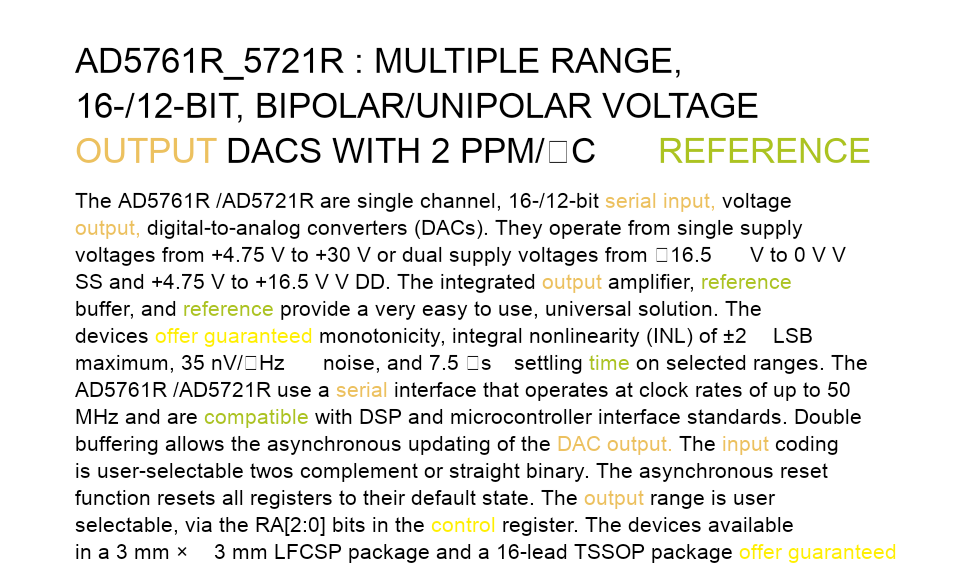 AD5761R_5721R : MULTIPLE RANGE,
16-/12-BIT, BIPOLAR/UNIPOLAR VOLTAGE
OUTPUT DACS WITH 2 PPM/□C REFERENCE
The AD5761R /AD5721R are single channel, 16-/12-bit serial input, voltage
output, digital-to-analog converters (DACs). They operate from single supply
voltages from +4.75 V to +30 V or dual supply voltages from □16.5 V to 0 V V
SS and +4.75 V to +16.5 V V DD. The integrated output amplifier, reference
buffer, and reference provide a very easy to use, universal solution. The
devices offer guaranteed monotonicity, integral nonlinearity (INL) of ±2 LSB
maximum, 35 nV/□Hz noise, and 7.5 □s settling time on selected ranges. The
AD5761R /AD5721R use a serial interface that operates at clock rates of up to 50
MHz and are compatible with DSP and microcontroller interface standards. Double
buffering allows the asynchronous updating of the DAC output. The input coding
is user-selectable twos complement or straight binary. The asynchronous reset
function resets all registers to their default state. The output range is user
selectable, via the RA[2:0] bits in the control register. The devices available
in a 3 mm × 3 mm LFCSP package and a 16-lead TSSOP package offer guaranteed